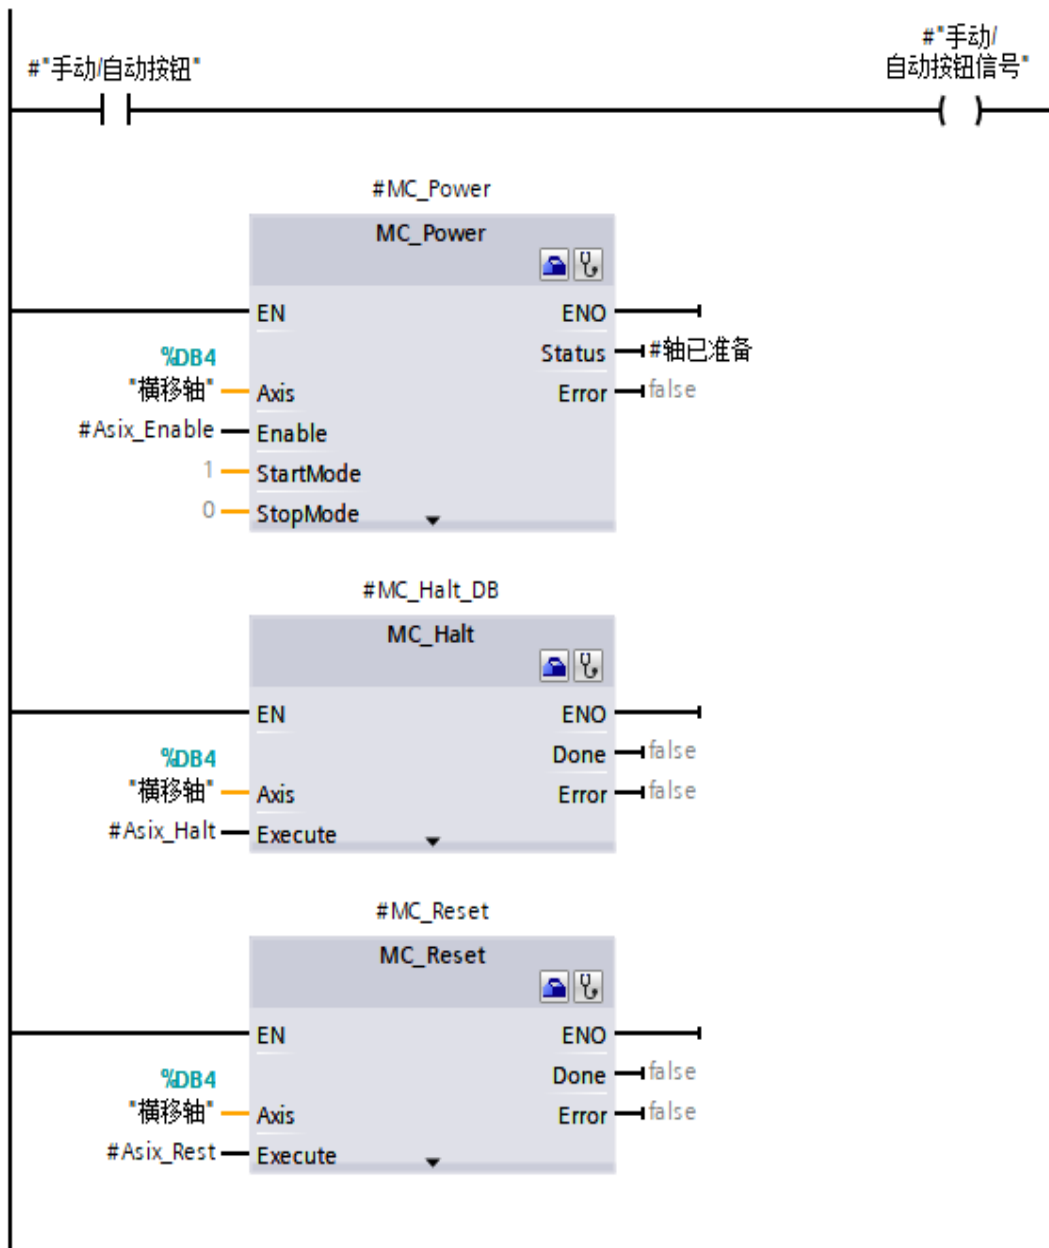 #"手动/自动按钮"
#"手动/
自动按钮信号"
#MC_Power
MC_Power
EN
ENO
Status
#轴已准备
%DB4
"横移轴"
Axis
Error
false
#Asix_Enable
Enable
1
StartMode
0
StopMode
#MC_Halt_DB
MC_Halt
EN
ENO
Done
false
%DB4
"横移轴"
Axis
Error
false
#Asix_Halt
Execute
#MC_Reset
MC_Reset
EN
ENO
Done
false
%DB4
"横移轴"
Axis
Error
false
#Asix_Rest
Execute